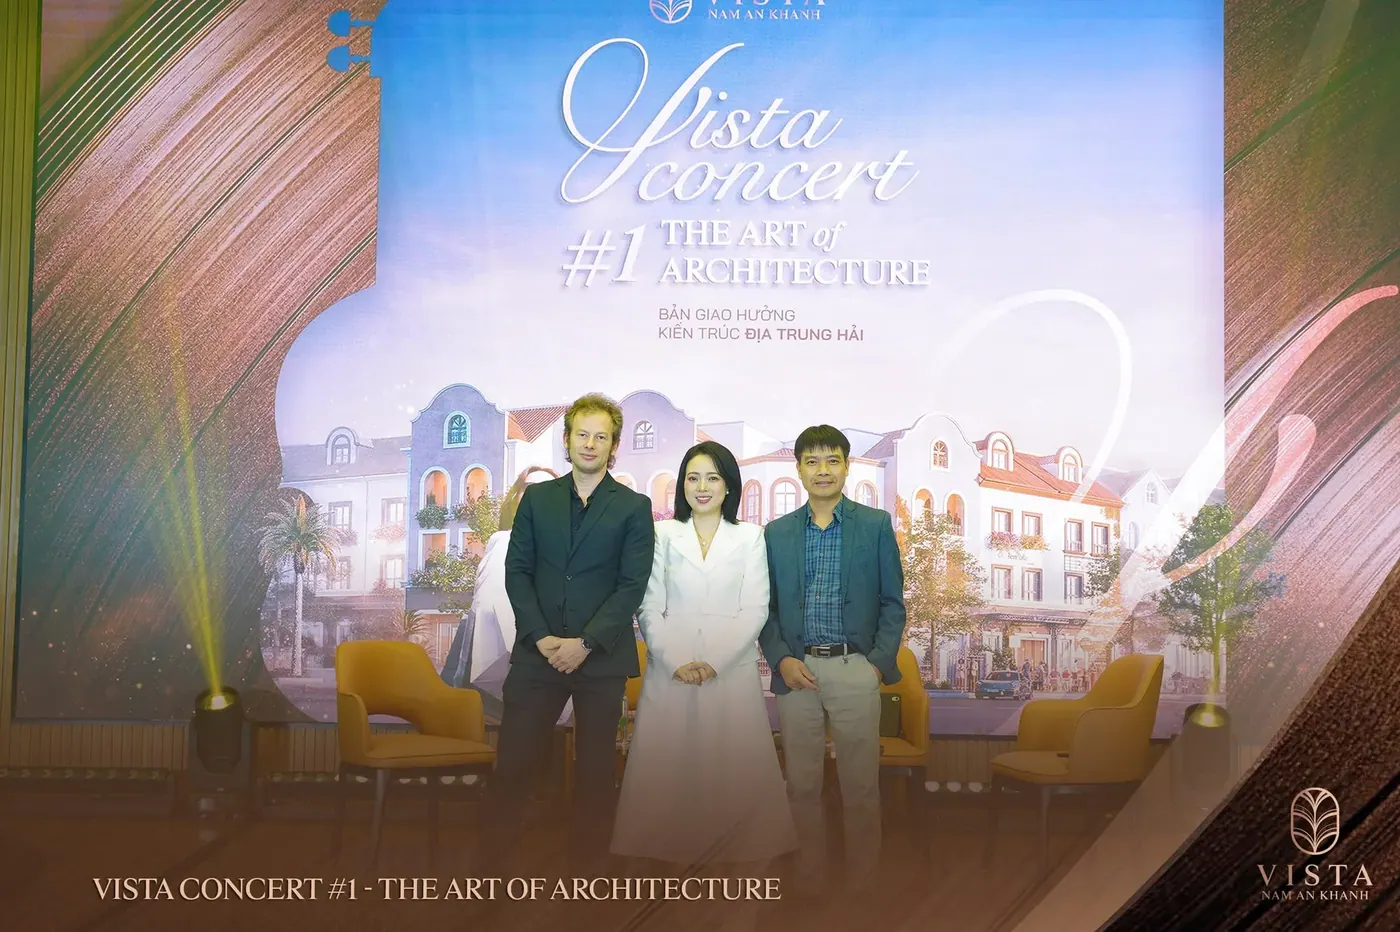 VISTA
NAM AN KHANH
Vista
concert
#1 THE ART of
ARCHITECTURE
BẢN GIAO HƯỞNG
KIẾN TRÚC ĐỊA TRUNG HẢI
VISTA CONCERT #1 - THE ART OF ARCHITECTURE
VISTA
NAM AN KHANH